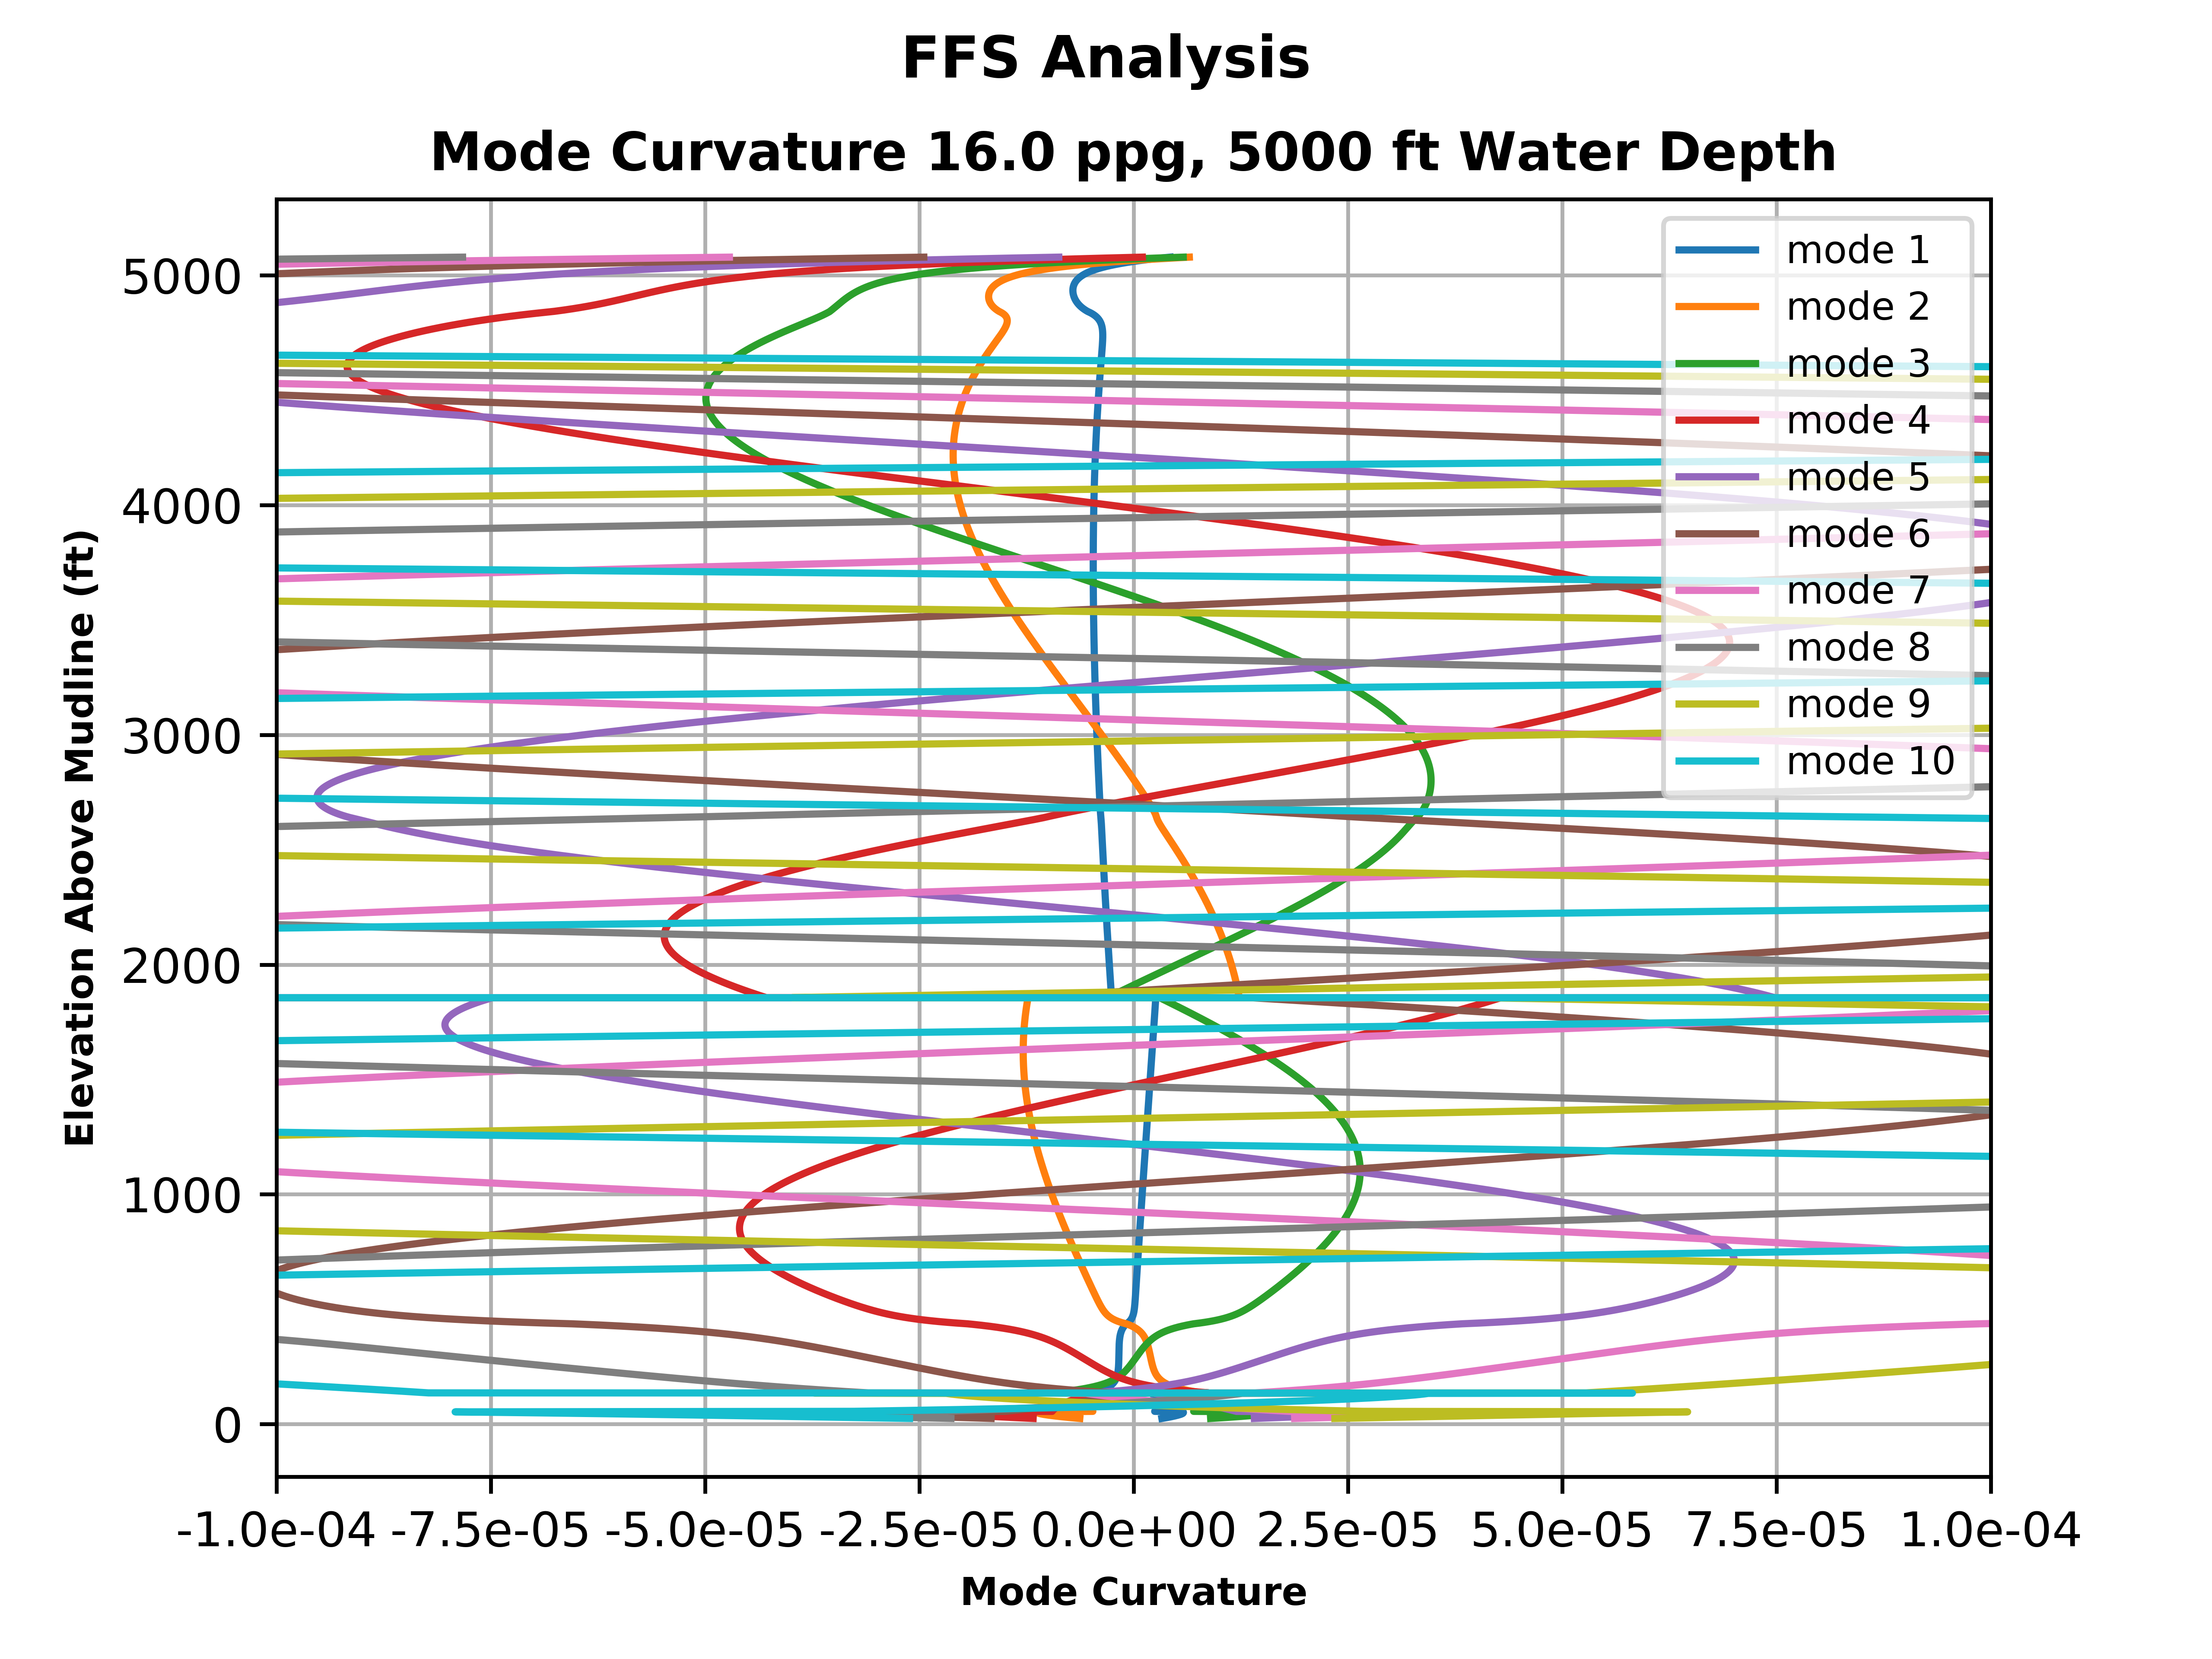 FFS Analysis
Mode Curvature 16.0 ppg, 5000 ft Water Depth
mode 1
mode 2
mode 3
mode 4
mode 5
mode 6
mode 7
mode 8
mode 9
mode 10
Elevation Above Mudline (ft)
5000
4000
3000
2000
1000
0
-1.0e-04 -7.5e-05 -5.0e-05 -2.5e-05 0.0e+00 2.5e-05 5.0e-05 7.5e-05 1.0e-04
Mode Curvature